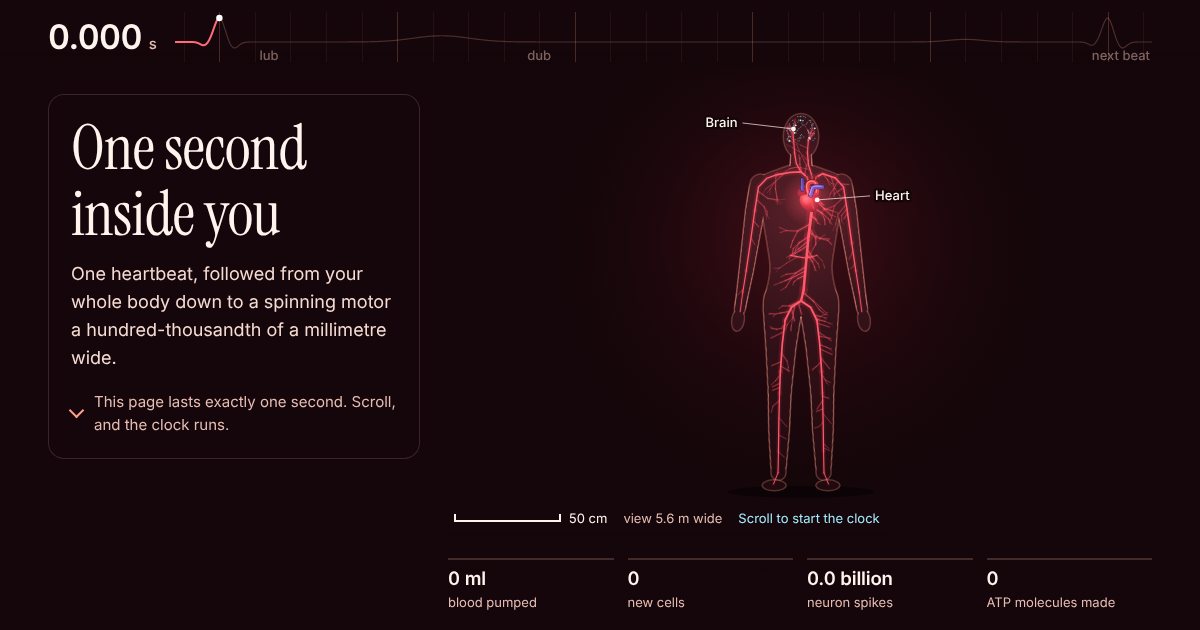 0.000 s
lub
dub
next beat
One second
inside you
One heartbeat, followed from your
whole body down to a spinning motor
a hundred-thousandth of a millimetre
wide.
This page lasts exactly one second. Scroll,
and the clock runs.
Brain
Heart
50 cm
view 5.6 m wide
Scroll to start the clock
0 ml
blood pumped
0
new cells
0.0 billion
neuron spikes
0
ATP molecules made